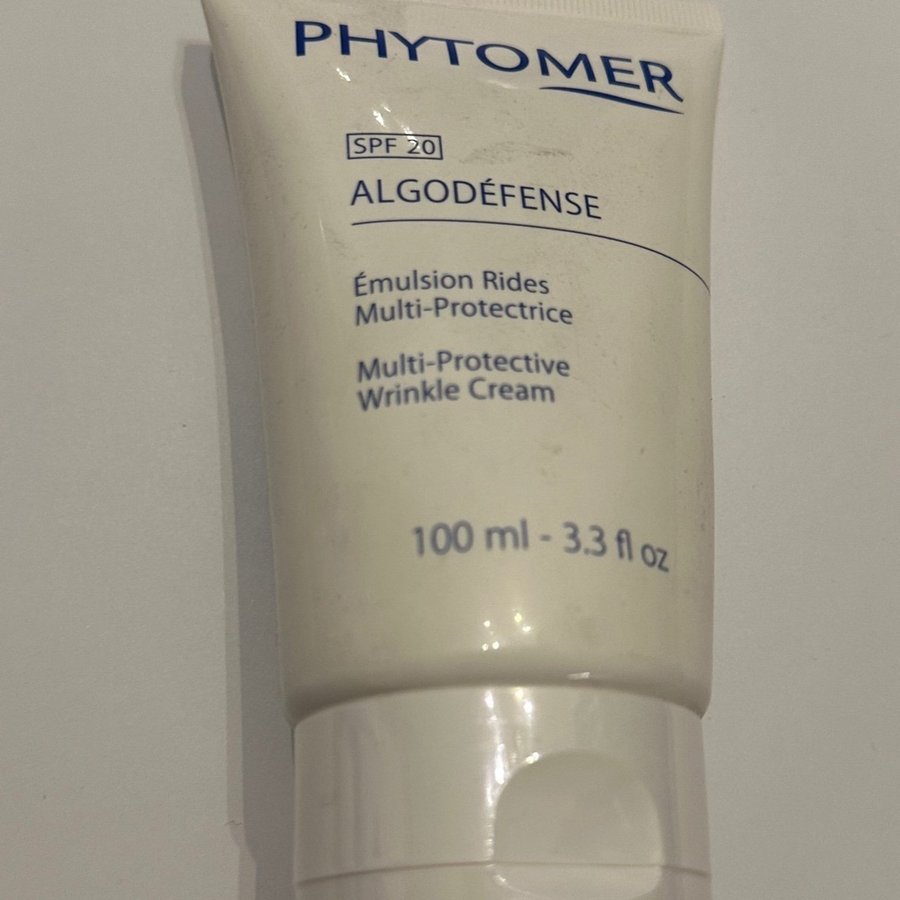 PHYTOMER
SPF 20
ALGODÉFENSE
Émulsion Rides
Multi-Protectrice
Multi-Protective
Wrinkle Cream
100 ml - 3.3 fl oz